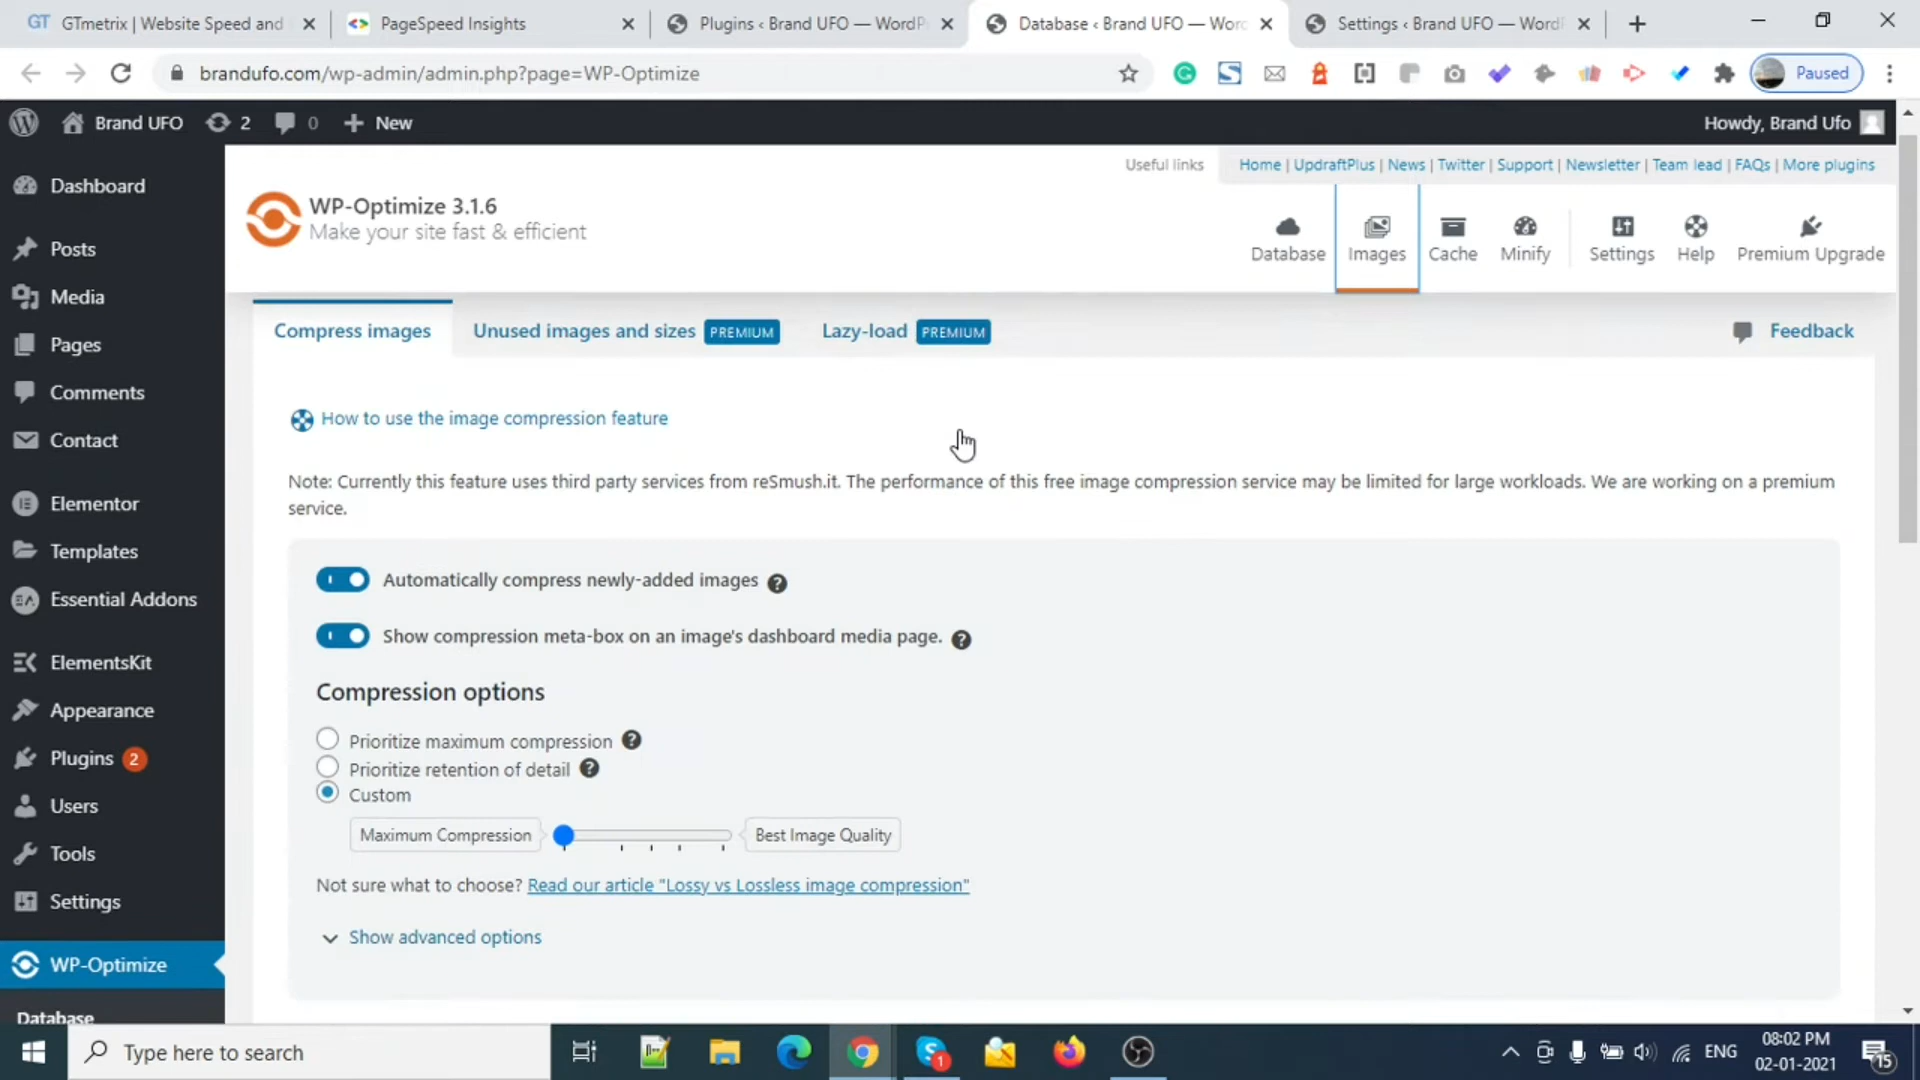 GT GTmetrix | Website Speed and
PageSpeed Insights
Plugins ‹ Brand UFO — WordPr
Database ‹ Brand UFO — Worc
Settings ‹ Brand UFO — Word
brandufo.com/wp-admin/admin.php?page=WP-Optimize
Paused
Brand UFO
2
0
New
Howdy, Brand Ufo
Dashboard
Posts
Media
Pages
Comments
Contact
Elementor
Templates
Essential Addons
ElementsKit
Appearance
Plugins 2
Users
Tools
Settings
WP-Optimize
Database
Useful links
Home | UpdraftPlus | News | Twitter | Support | Newsletter | Team lead | FAQs | More plugins
WP-Optimize 3.1.6
Make your site fast & efficient
Database
Images
Cache
Minify
Settings
Help
Premium Upgrade
Compress images
Unused images and sizes PREMIUM
Lazy-load PREMIUM
Feedback
How to use the image compression feature
Note: Currently this feature uses third party services from reSmush.it. The performance of this free image compression service may be limited for large workloads. We are working on a premium
service.
Automatically compress newly-added images ?
Show compression meta-box on an image's dashboard media page. ?
Compression options
Prioritize maximum compression ?
Prioritize retention of detail ?
Custom
Maximum Compression
Best Image Quality
Not sure what to choose? Read our article "Lossy vs Lossless image compression"
Show advanced options
Type here to search
1
ENG
08:02 PM
02-01-2021
15